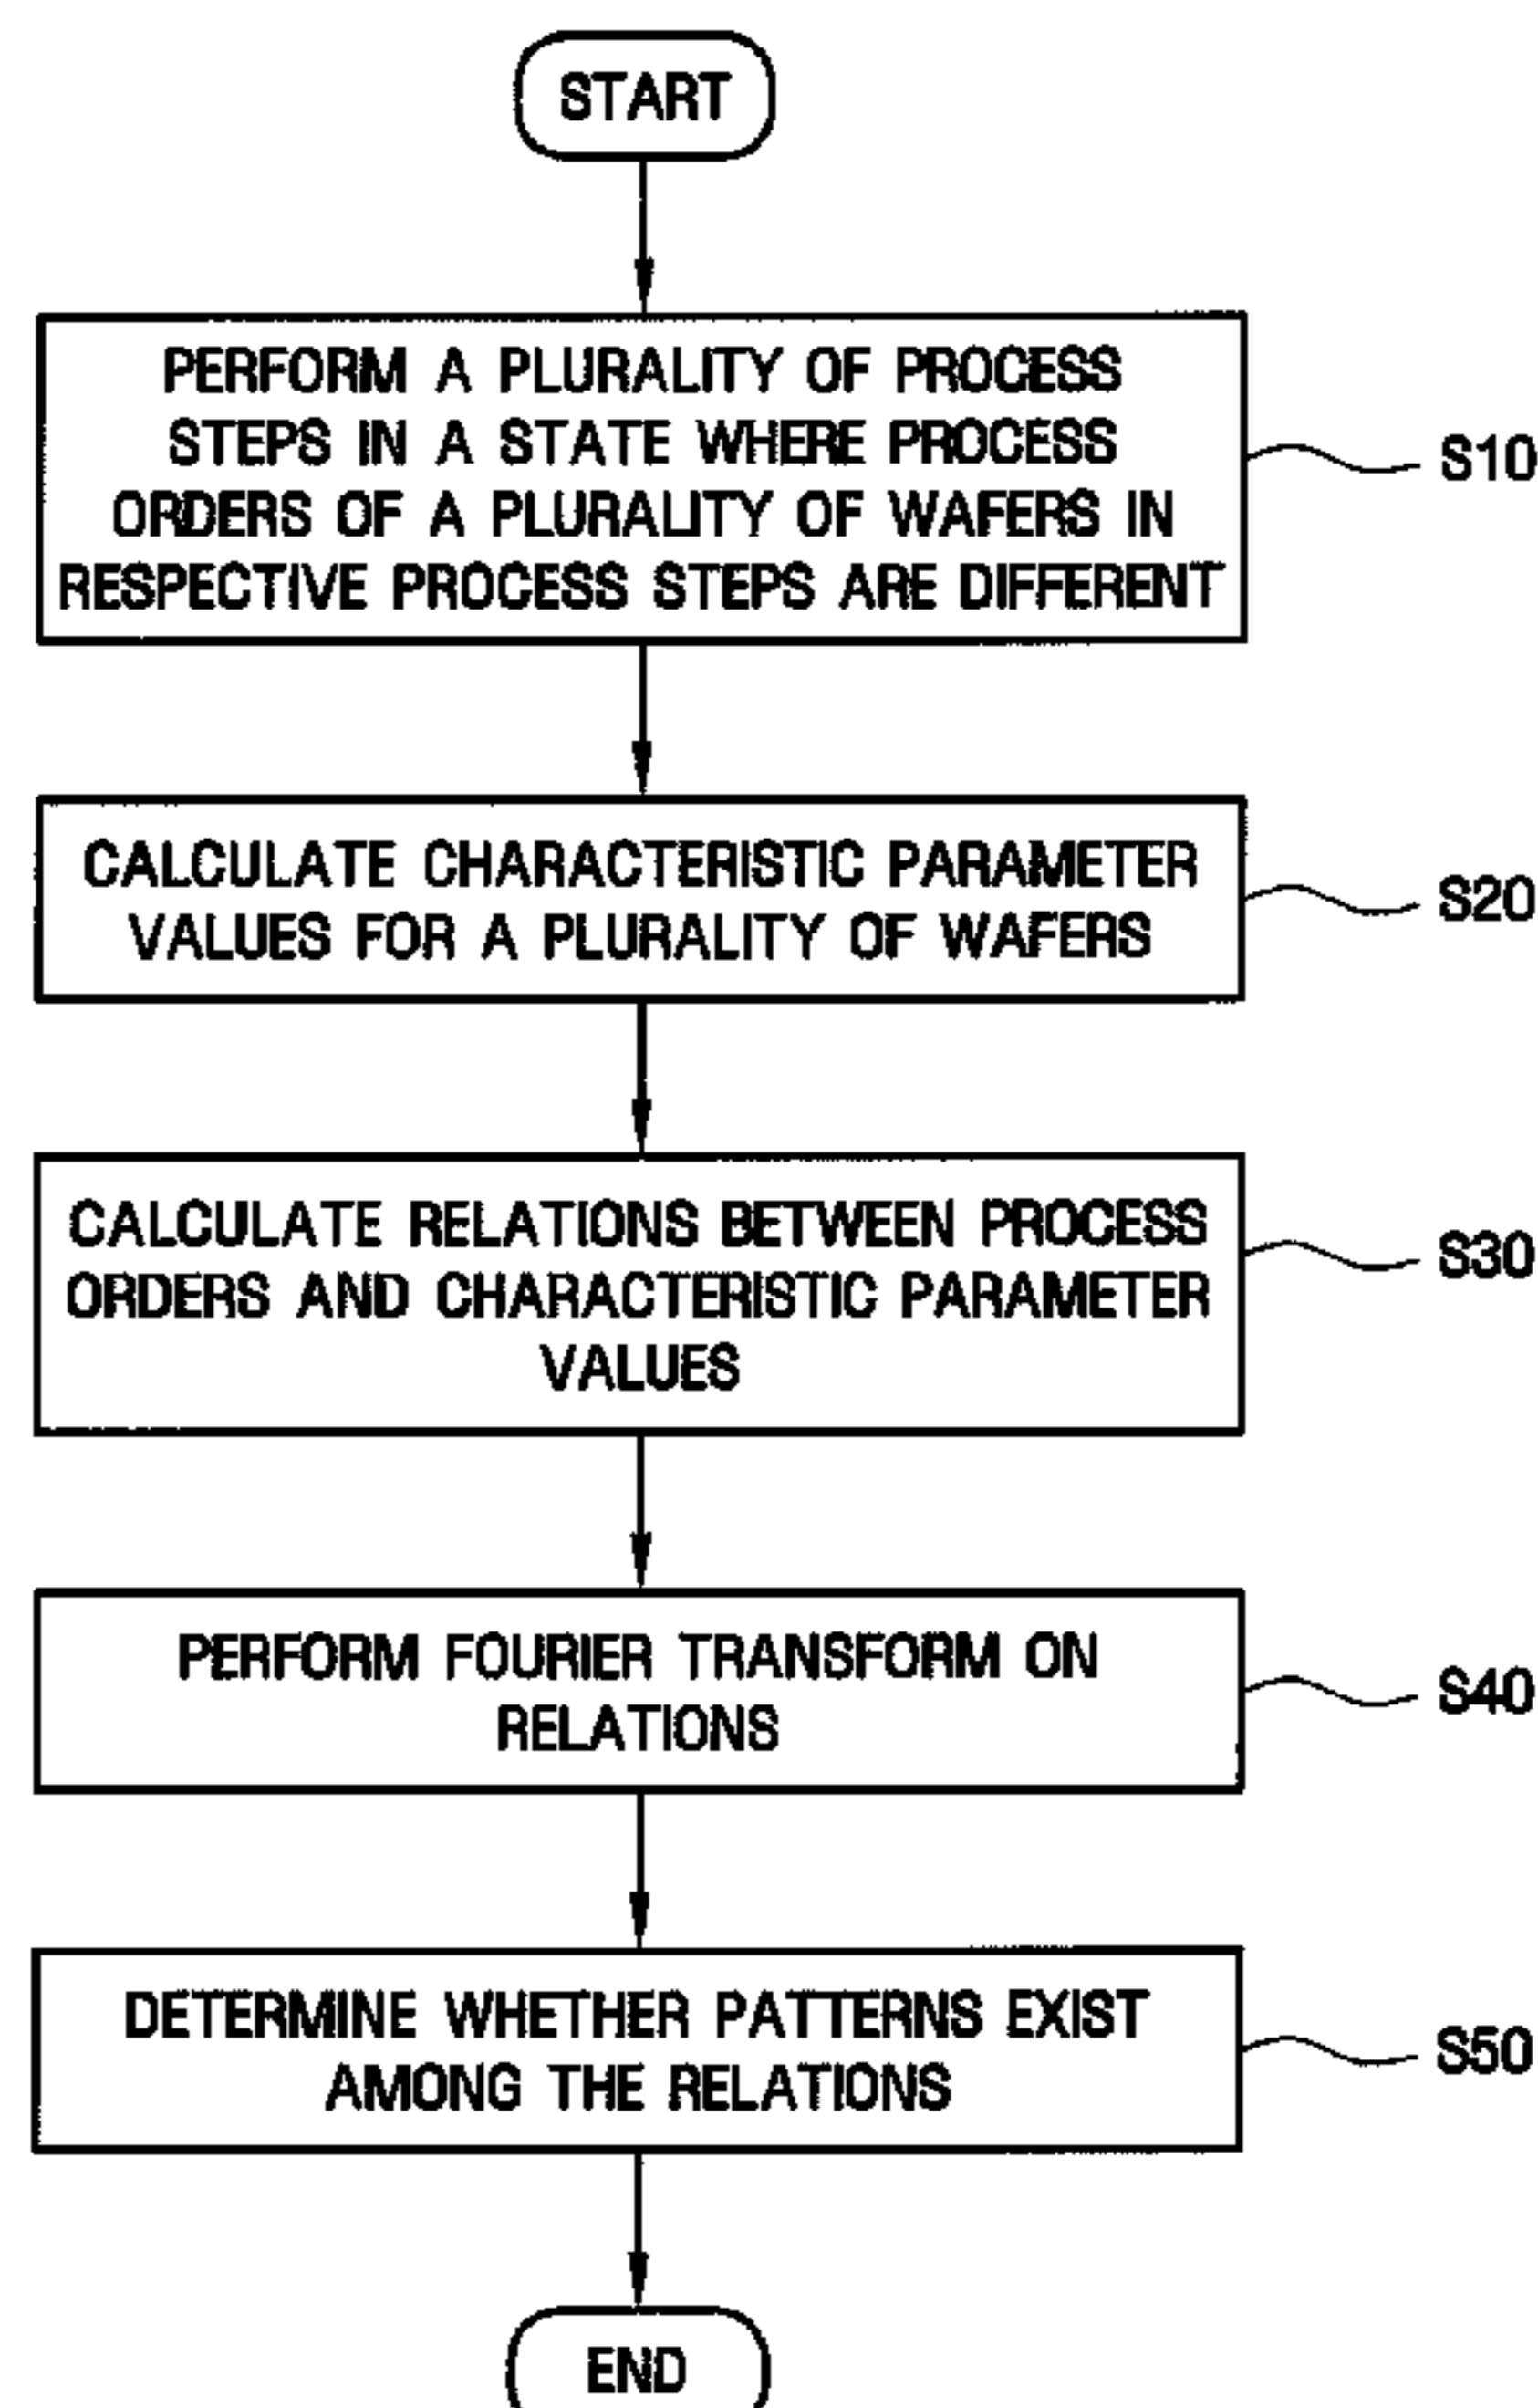 START
PERFORM A PLURALITY OF PROCESS
STEPS IN A STATE WHERE PROCESS
ORDERS OF A PLURALITY OF WAFERS IN
RESPECTIVE PROCESS STEPS ARE DIFFERENT
S10
CALCULATE CHARACTERISTIC PARAMETER
VALUES FOR A PLURALITY OF WAFERS
S20
CALCULATE RELATIONS BETWEEN PROCESS
ORDERS AND CHARACTERISTIC PARAMETER
VALUES
S30
PERFORM FOURIER TRANSFORM ON
RELATIONS
S40
DETERMINE WHETHER PATTERNS EXIST
AMONG THE RELATIONS
S50
END